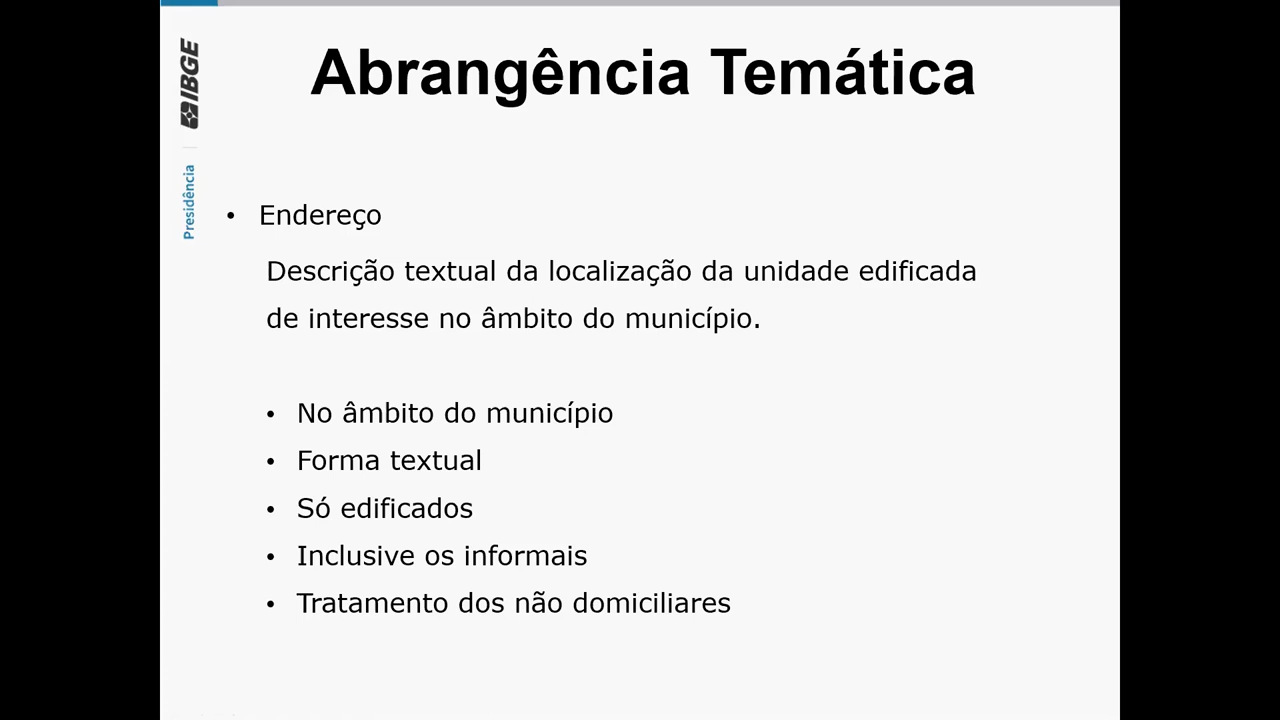 Abrangência Temática
IBGE
Presidência
• Endereço
Descrição textual da localização da unidade edificada
de interesse no âmbito do município.
• No âmbito do município
• Forma textual
• Só edificados
• Inclusive os informais
• Tratamento dos não domiciliares